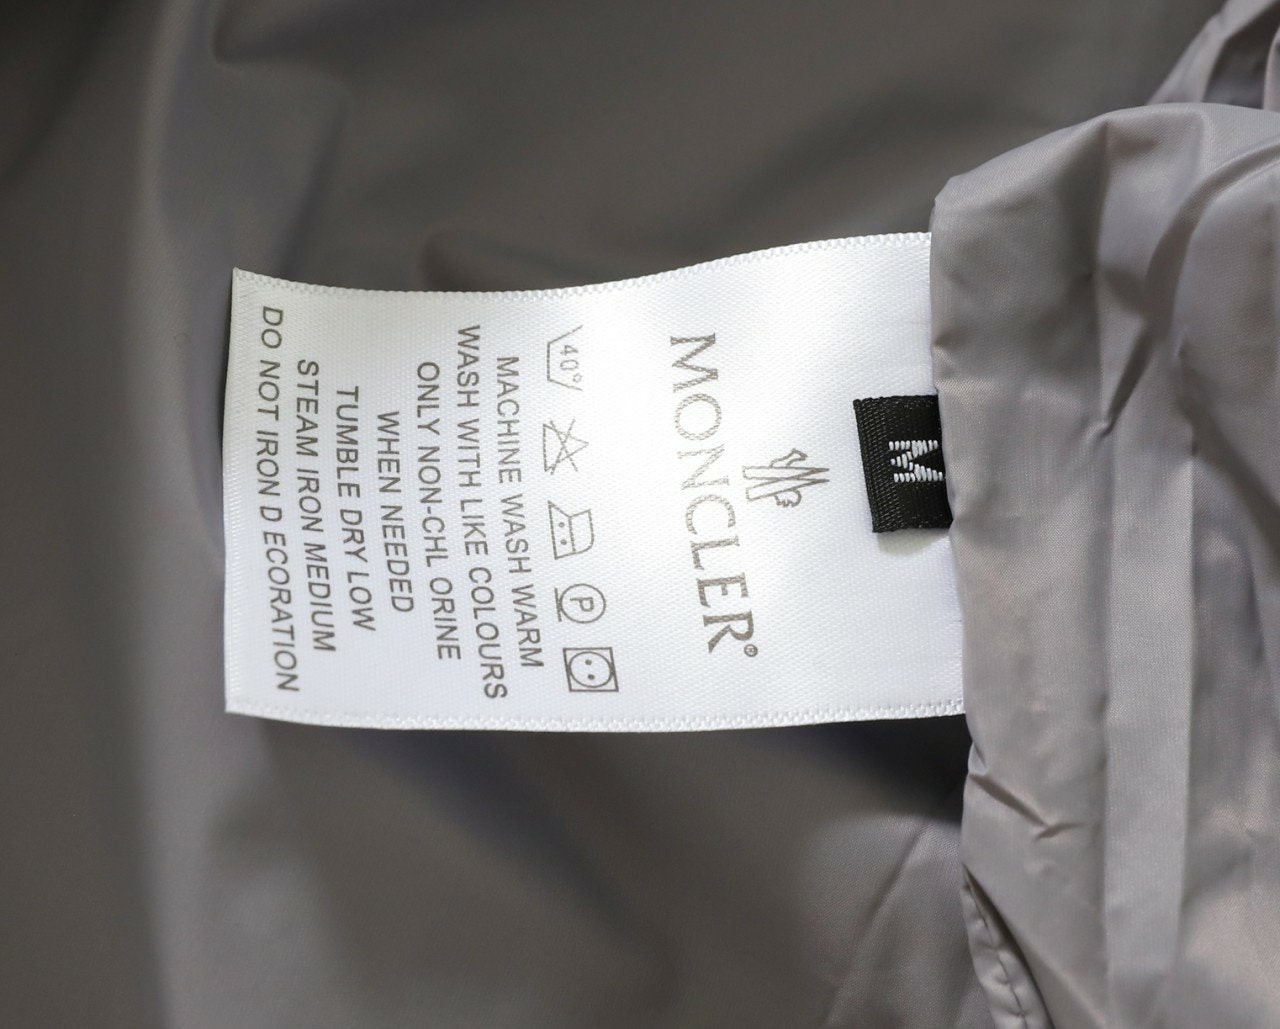 M
MONCLER®
40° P
MACHINE WASH WARM
WASH WITH LIKE COLOURS
ONLY NON-CHL ORINE
WHEN NEEDED
TUMBLE DRY LOW
STEAM IRON MEDIUM
DO NOT IRON D ECORATION